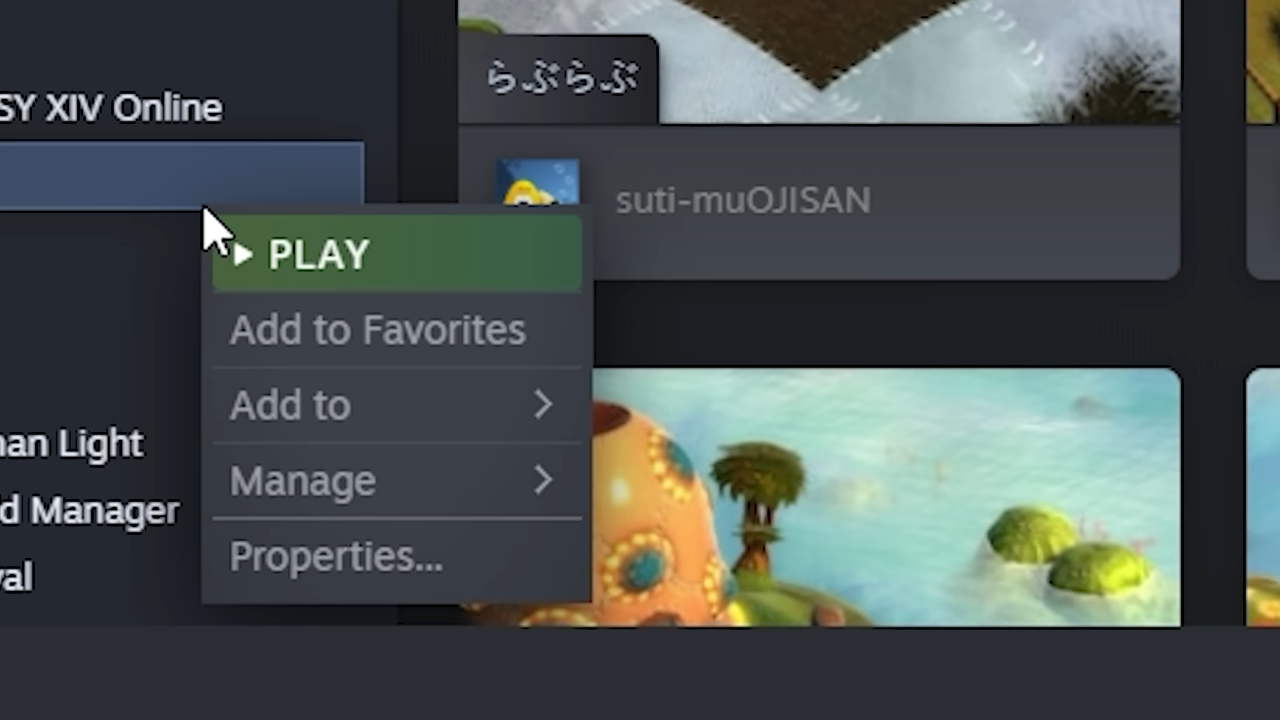 SY XIV Online
らぶらぶ
suti-muOJISAN
PLAY
Add to Favorites
Add to
Manage
Properties...
nan Light
d Manager
val